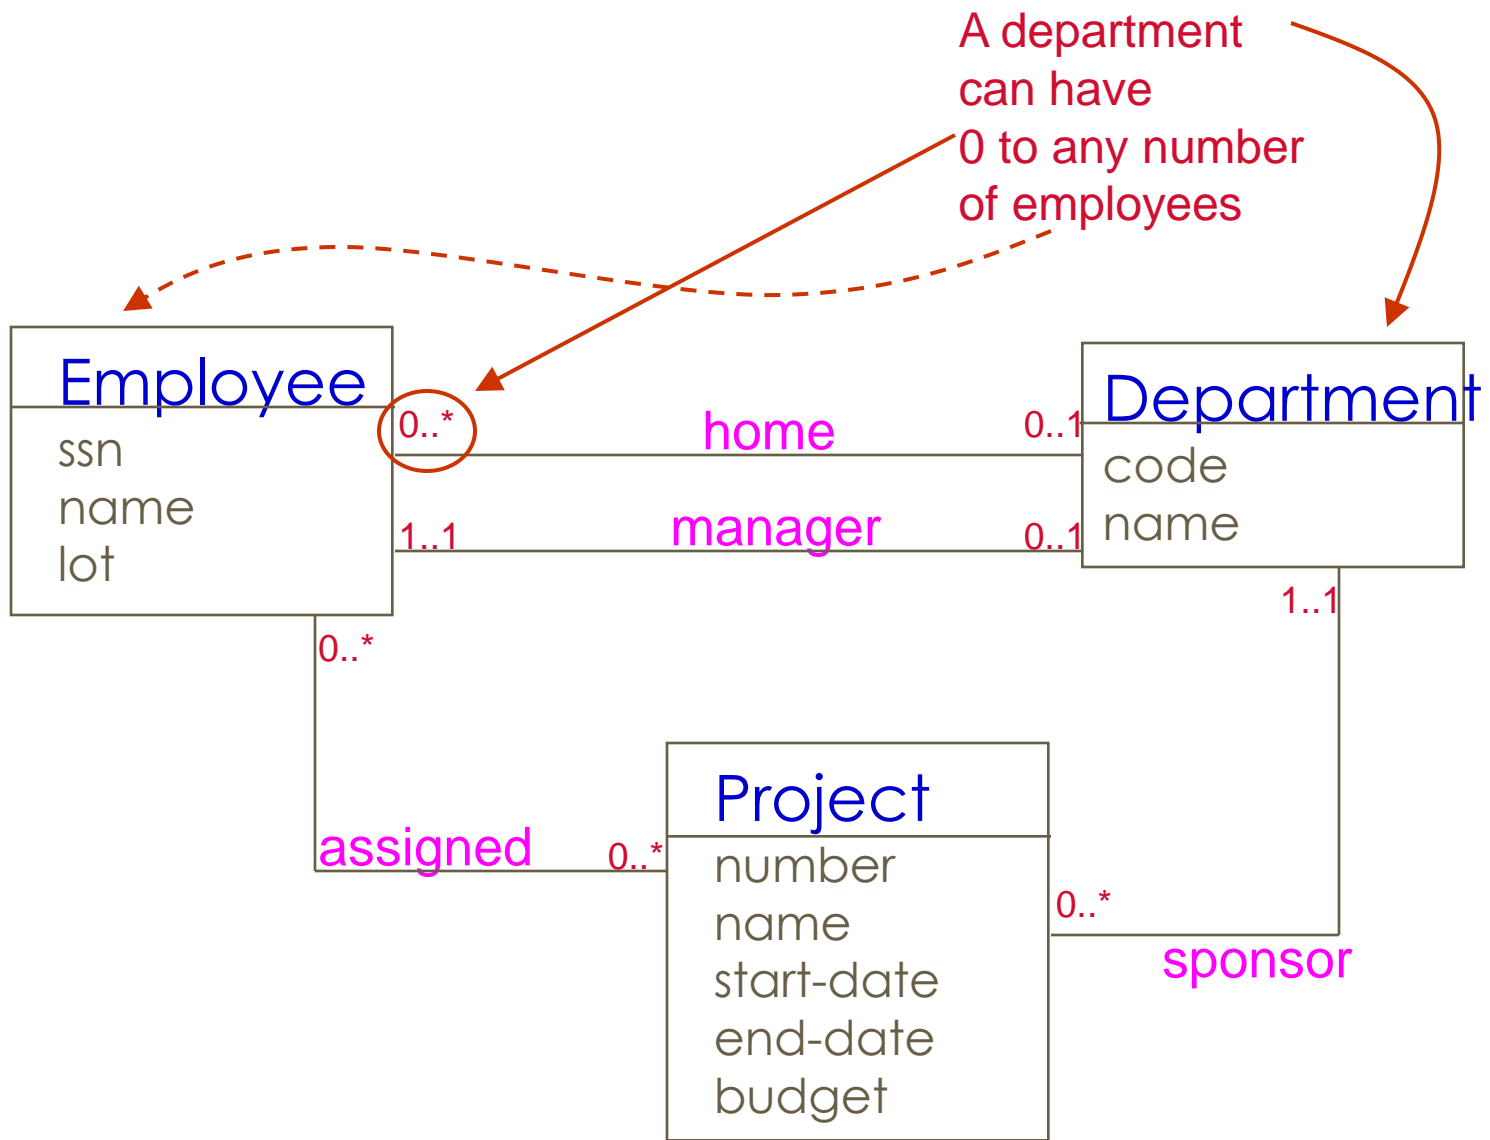 A department
can have
0 to any number
of employees
Employee
ssn
name
lot
0..*
home
0..1
1..1
manager
0..1
Department
code
name
0..*
assigned
0..*
1..1
0..*
sponsor
Project
number
name
start-date
end-date
budget